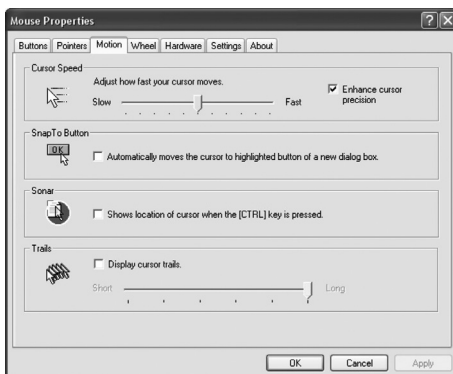 Mouse Properties
Buttons Pointers Motion Wheel Hardware Settings About
Cursor Speed
Adjust how fast your cursor moves.
Slow Fast
Enhance cursor
precision
SnapTo Button
OK
Automatically moves the cursor to highlighted button of a new dialog box.
Sonar
Shows location of cursor when the [CTRL] key is pressed.
Trails
Display cursor trails.
Short Long
OK Cancel Apply